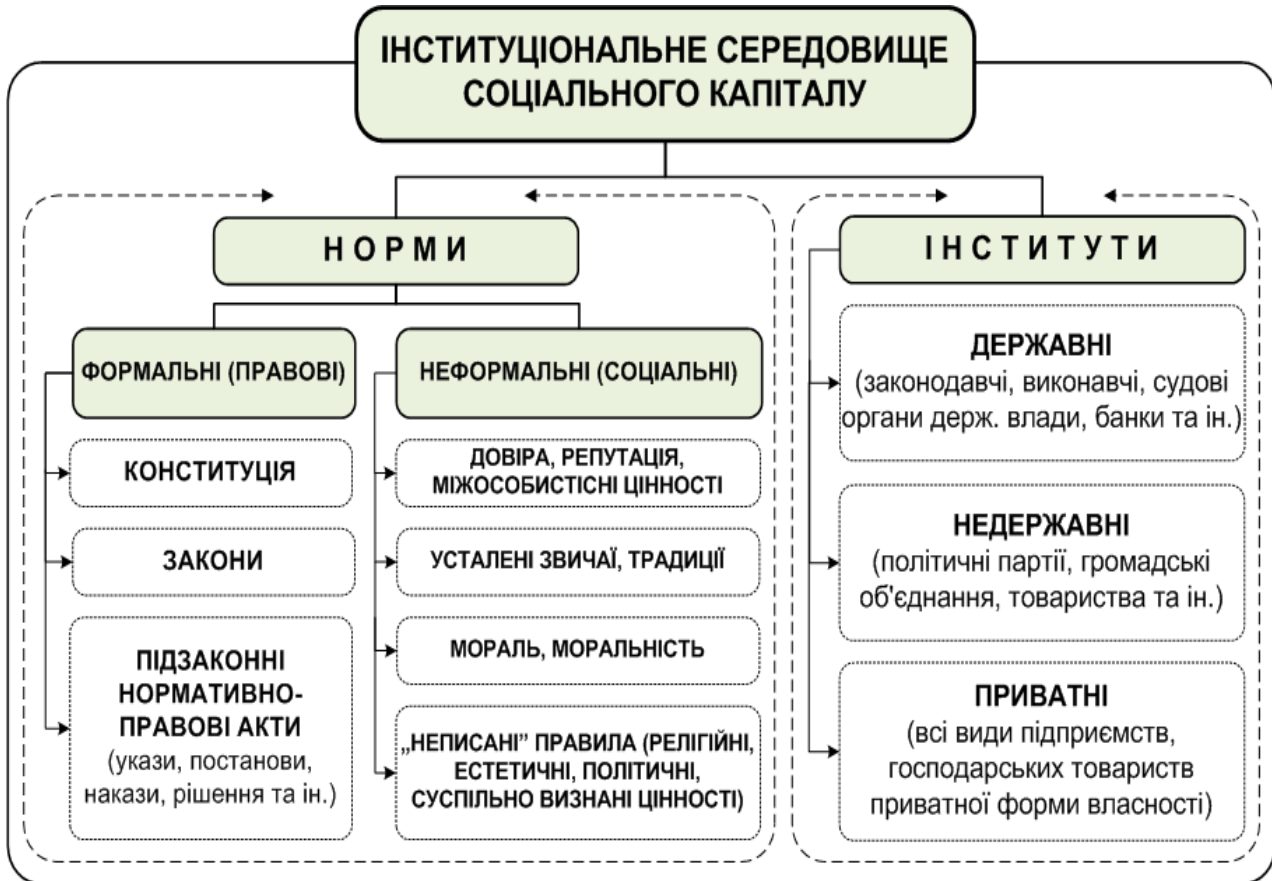 ІНСТИТУЦІОНАЛЬНЕ СЕРЕДОВИЩЕ
СОЦІАЛЬНОГО КАПІТАЛУ
НОРМИ
ФОРМАЛЬНІ (ПРАВОВІ)
КОНСТИТУЦІЯ
ЗАКОНИ
ПІДЗАКОННІ
НОРМАТИВНО-
ПРАВОВІ АКТИ
(укази, постанови,
накази, рішення та ін.)
НЕФОРМАЛЬНІ (СОЦІАЛЬНІ)
ДОВІРА, РЕПУТАЦІЯ,
МІЖОСОБИСТІСНІ ЦІННОСТІ
УСТАЛЕНІ ЗВИЧАЇ, ТРАДИЦІЇ
МОРАЛЬ, МОРАЛЬНІСТЬ
„НЕПИСАНІ” ПРАВИЛА (РЕЛІГІЙНІ,
ЕСТЕТИЧНІ, ПОЛІТИЧНІ,
СУСПІЛЬНО ВИЗНАНІ ЦІННОСТІ)
ІНСТИТУТИ
ДЕРЖАВНІ
(законодавчі, виконавчі, судові
органи держ. влади, банки та ін.)
НЕДЕРЖАВНІ
(політичні партії, громадські
об'єднання, товариства та ін.)
ПРИВАТНІ
(всі види підприємств,
господарських товариств
приватної форми власності)